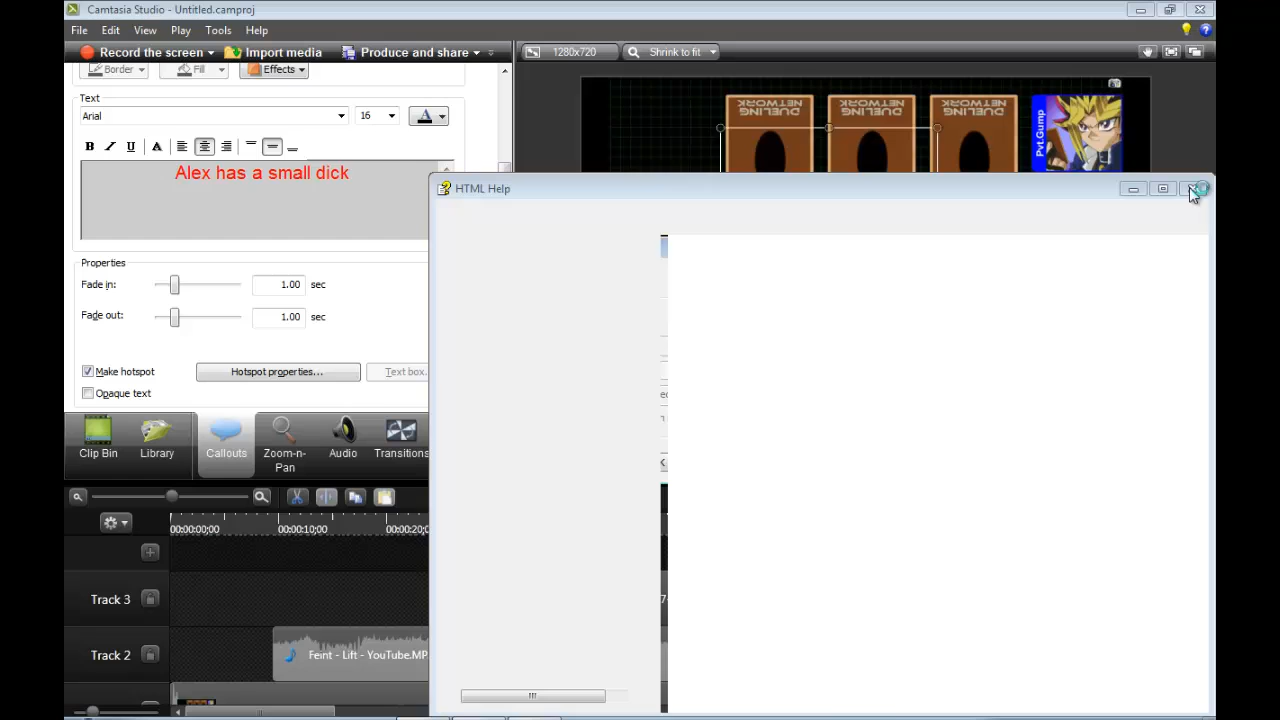 Camtasia Studio - Untitled.camproj
File Edit View Play Tools Help
Record the screen Import media Produce and share 1280x720 Shrink to fit
Border Fill Effects
DUELING NETWORK DUELING NETWORK DUELING NETWORK Pvt.Gump
Text
Arial 16
B I U A
Alex has a small dick
HTML Help
Properties
Fade in: 1.00 sec
Fade out: 1.00 sec
Make hotspot Hotspot properties... Text box.
Opaque text
Clip Bin Library Callouts Zoom-n-Pan Audio Transitions
00:00:00;00 00:00:10;00 00:00:20;0
Track 3
Track 2 Feint - Lift - YouTube.MP